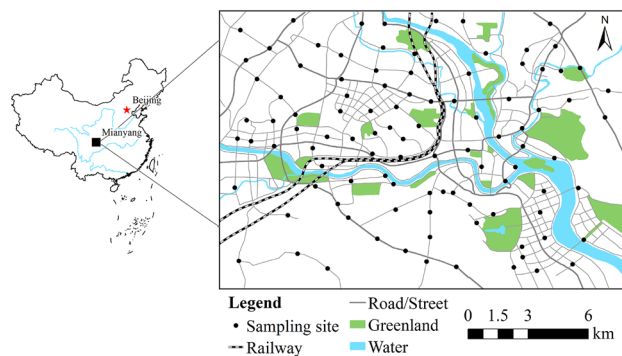 N
Beijing
Mianyang
Legend
Sampling site
Railway
Road/Street
Greenland
Water
0 1.5 3 6
km